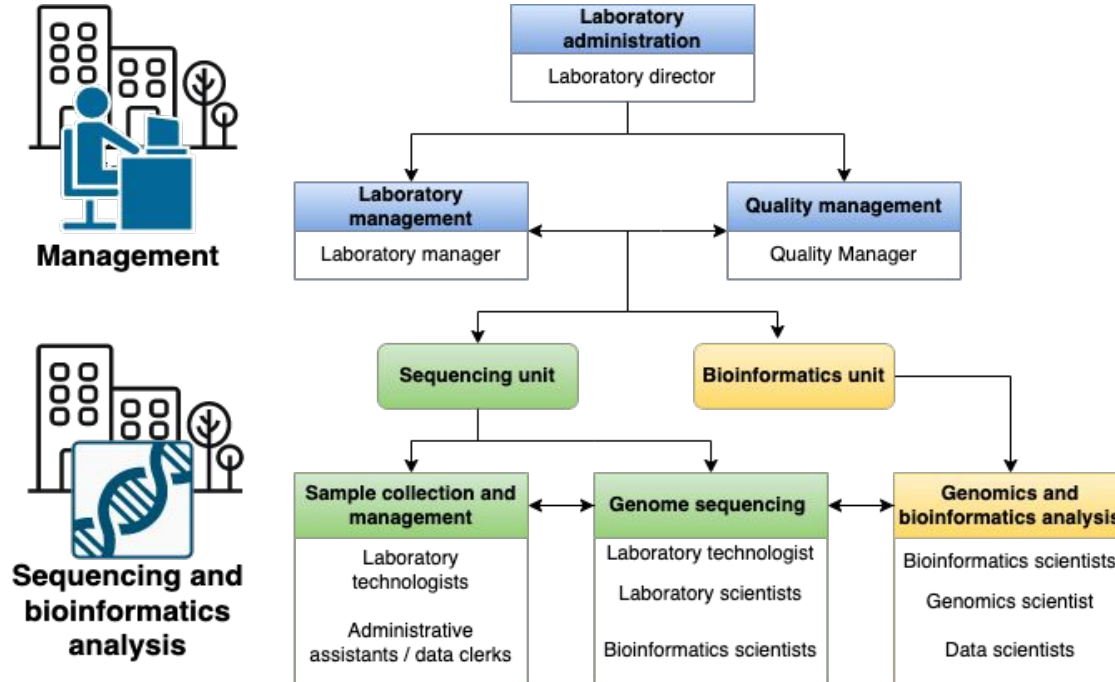 Laboratory
administration
Laboratory director
Laboratory
management
Laboratory manager
Quality management
Quality Manager
Management
Sequencing unit
Bioinformatics unit
Sample collection and
management
Laboratory
technologists
Administrative
assistants / data clerks
Genome sequencing
Laboratory technologist
Laboratory scientists
Bioinformatics scientists
Genomics and
bioinformatics analysis
Bioinformatics scientists
Genomics scientist
Data scientists
Sequencing and
bioinformatics
analysis